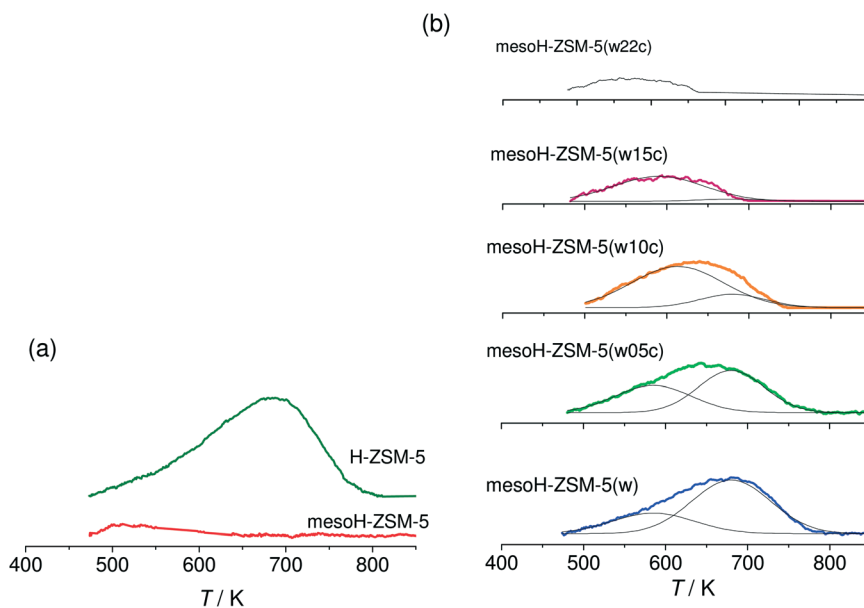 (a)
H-ZSM-5
mesoH-ZSM-5
400 500 600 700 800
T / K
(b)
mesoH-ZSM-5(w22c)
mesoH-ZSM-5(w15c)
mesoH-ZSM-5(w10c)
mesoH-ZSM-5(w05c)
mesoH-ZSM-5(w)
400 500 600 700 800
T / K